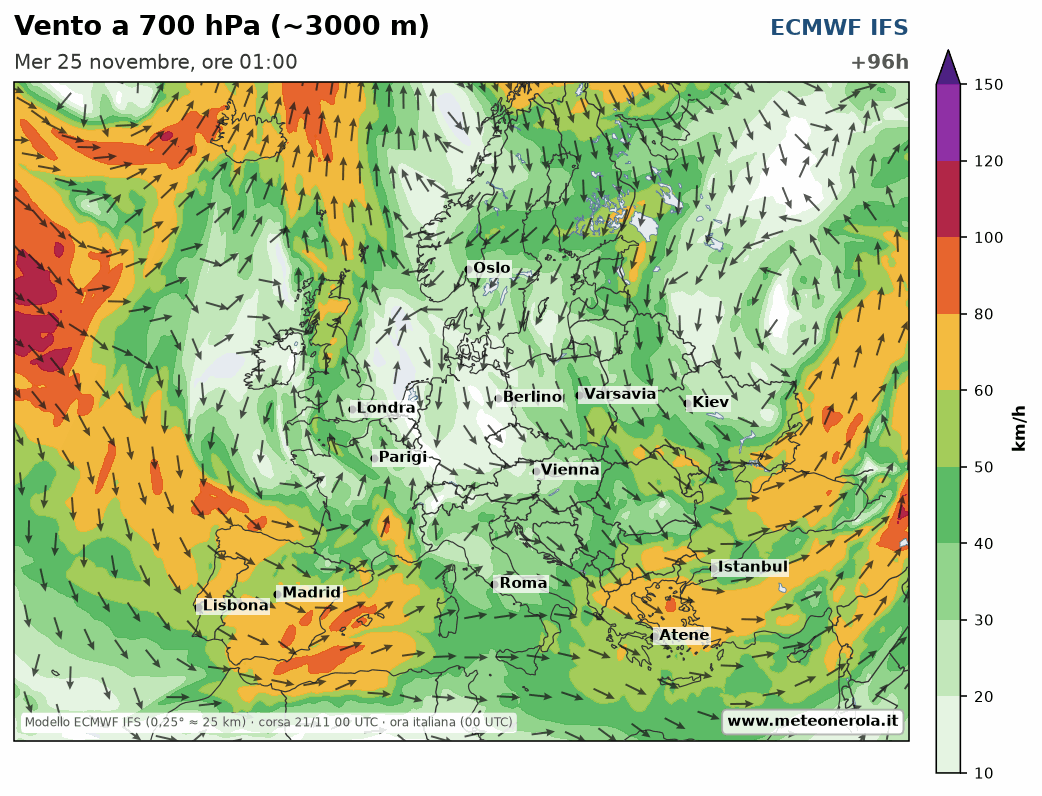 Vento a 700 hPa (~3000 m)
ECMWF IFS
Mer 25 novembre, ore 01:00
+96h
150
120
100
80
60
50
40
30
20
10
km/h
Oslo
Londra
Berlino
Varsavia
Kiev
Parigi
Vienna
Istanbul
Roma
Madrid
Lisbona
Atene
Modello ECMWF IFS (0,25° ≈ 25 km) · corsa 21/11 00 UTC · ora italiana (00 UTC)
www.meteonerola.it